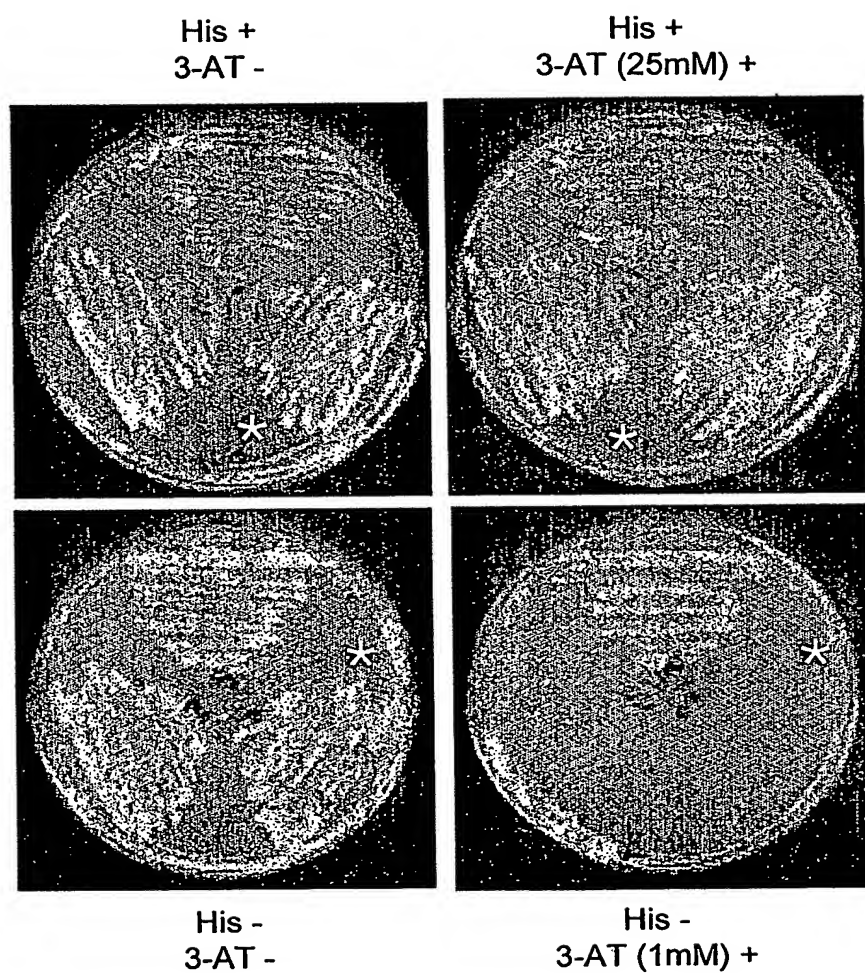 His +
3-AT -
His +
3-AT (25mM) +
*
*
*
*
His -
3-AT -
His -
3-AT (1mM) +